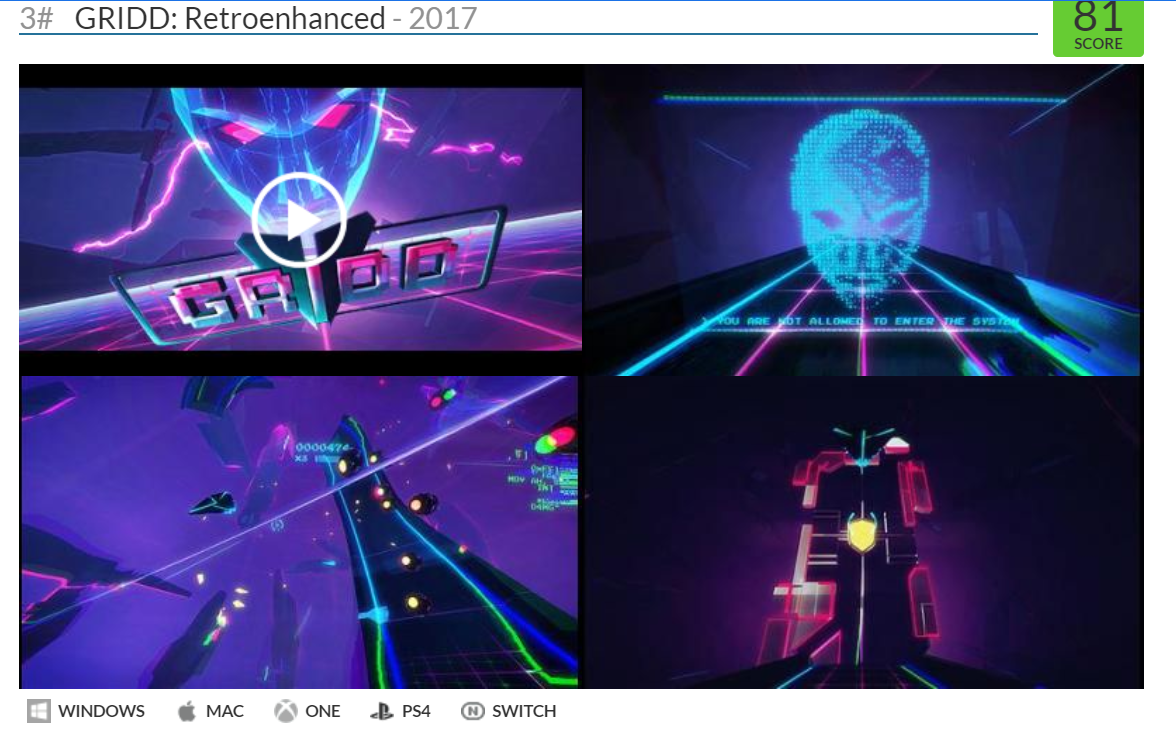 3# GRIDD: Retroenhanced - 2017
81
SCORE
GRIDD
> YOU ARE NOT ALLOWED TO ENTER THE SYSTEM
X3
WINDOWS MAC ONE PS4 SWITCH